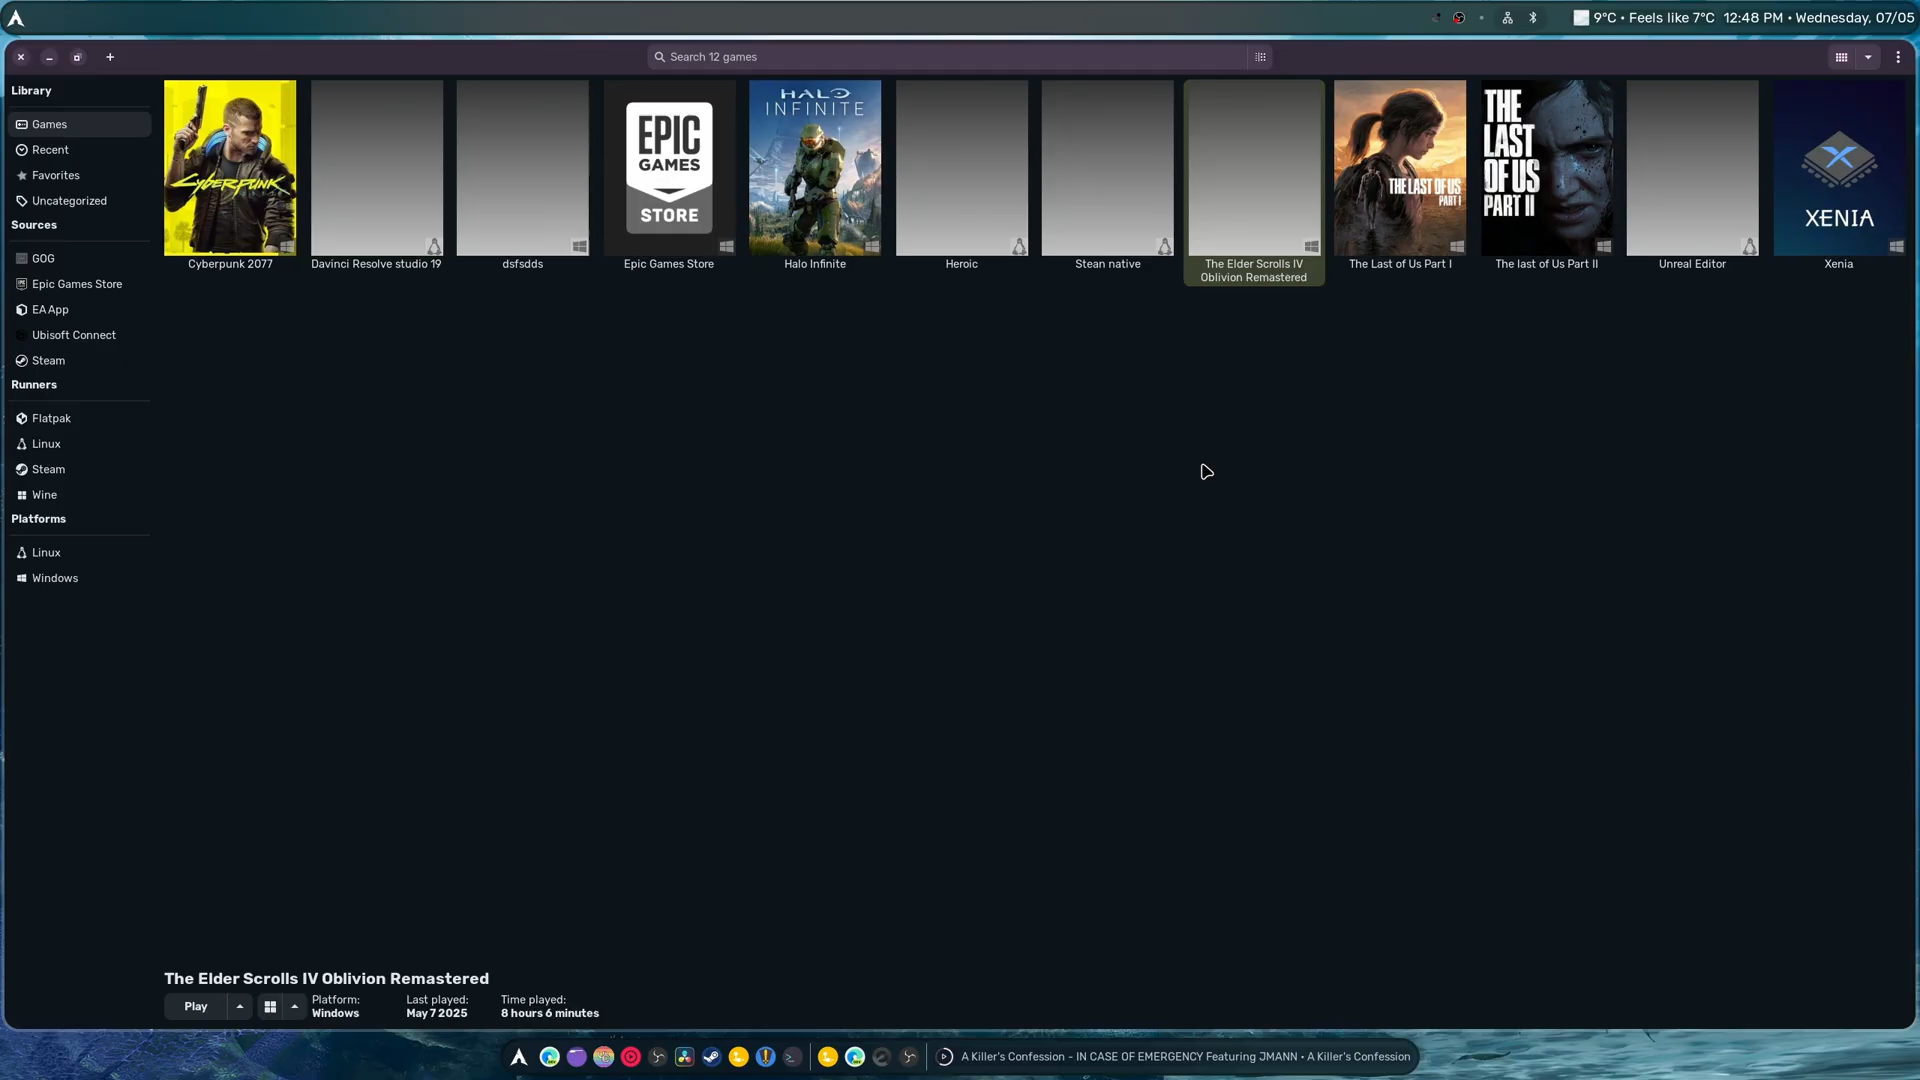 9°C • Feels like 7°C 12:48 PM • Wednesday, 07/05
Search 12 games
Library
Games
Recent
Favorites
Uncategorized
Sources
GOG
Epic Games Store
EA App
Ubisoft Connect
Steam
Runners
Flatpak
Linux
Steam
Wine
Platforms
Linux
Windows
CYBERPUNK
Cyberpunk 2077
Davinci Resolve studio 19
dsfsdds
EPIC
GAMES
STORE
Epic Games Store
HALO
INFINITE
Halo Infinite
Heroic
Stean native
The Elder Scrolls IV
Oblivion Remastered
THE LAST OF US
PART I
The Last of Us Part I
THE
LAST
OF US
PART II
The last of Us Part II
Unreal Editor
XENIA
Xenia
The Elder Scrolls IV Oblivion Remastered
Play
Platform:
Windows
Last played:
May 7 2025
Time played:
8 hours 6 minutes
A Killer's Confession - IN CASE OF EMERGENCY Featuring JMANN • A Killer's Confession